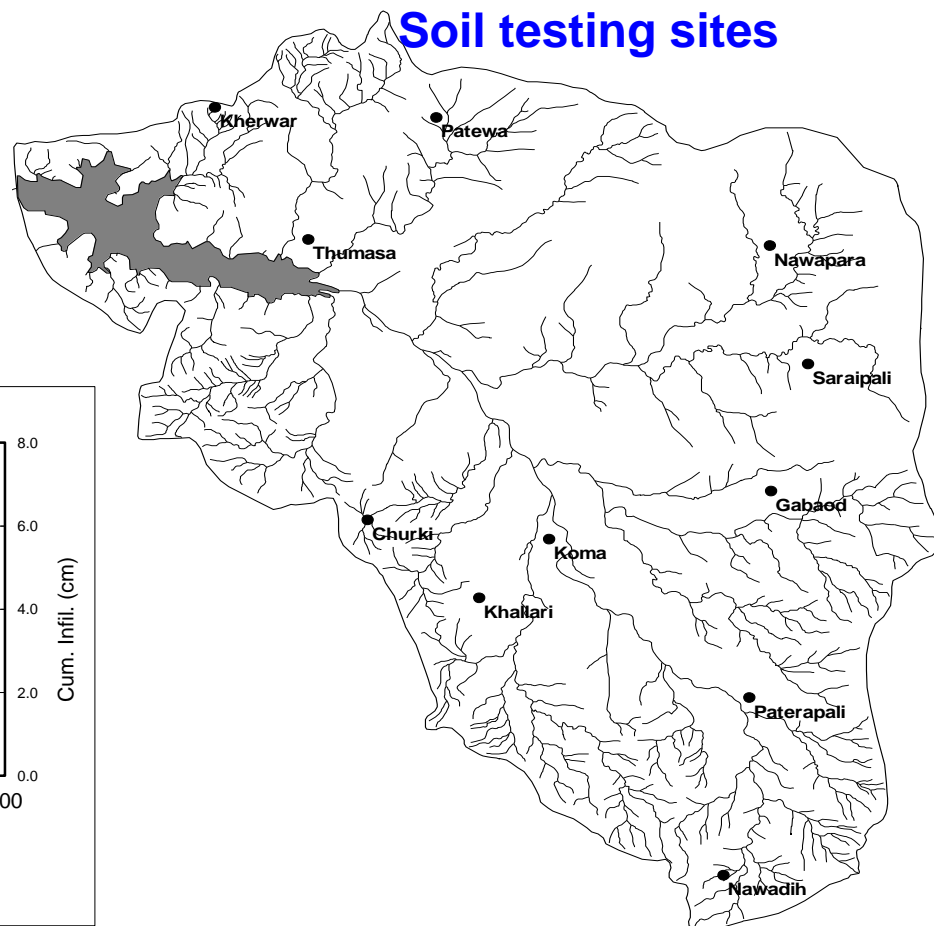 Soil testing sites
Kherwar
Patewa
Thumasa
Nawapara
Saraipali
Gabaod
Churki
Koma
Khallari
Paterapali
Nawadih
8.0
6.0
4.0
2.0
0.0
Cum. Infil. (cm)
00